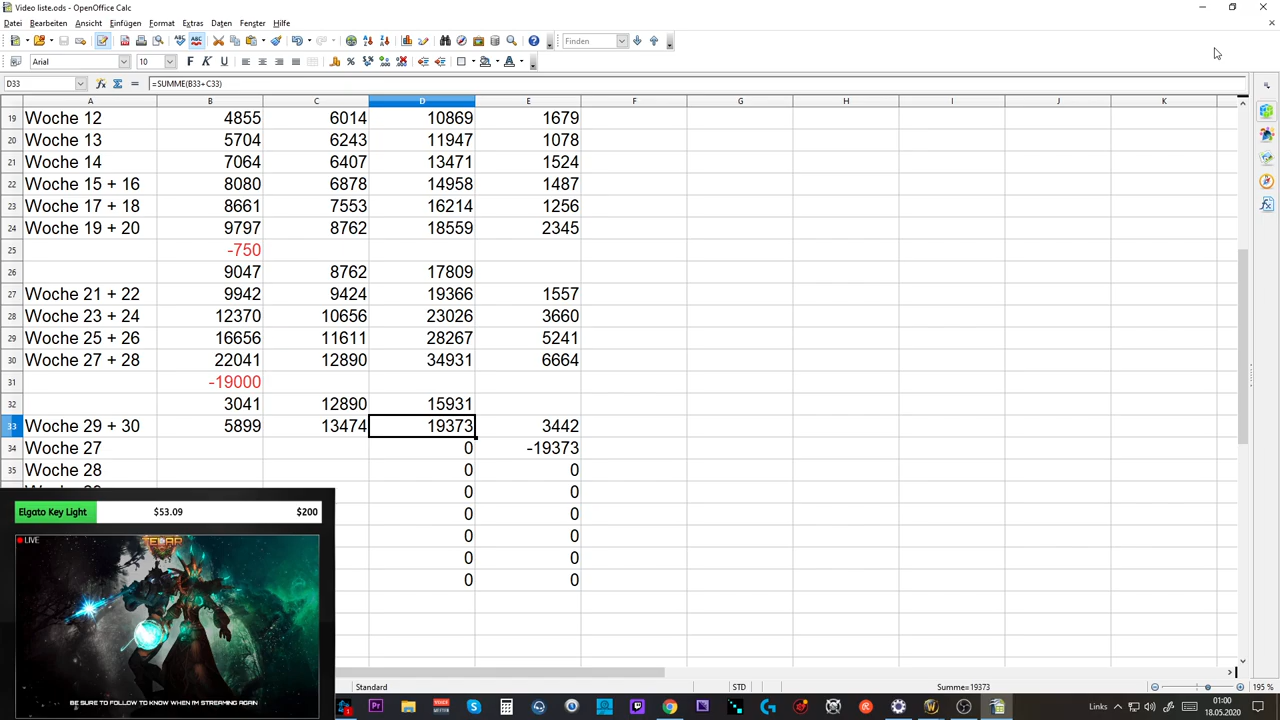 Video liste.ods - OpenOffice Calc
Datei Bearbeiten Ansicht Einfügen Format Extras Daten Fenster Hilfe
Finden
Arial 10
D33 =SUMME(B33+C33)
A B C D E F G H I J K
19 Woche 12 4855 6014 10869 1679
20 Woche 13 5704 6243 11947 1078
21 Woche 14 7064 6407 13471 1524
22 Woche 15 + 16 8080 6878 14958 1487
23 Woche 17 + 18 8661 7553 16214 1256
24 Woche 19 + 20 9797 8762 18559 2345
25 -750
26 9047 8762 17809
27 Woche 21 + 22 9942 9424 19366 1557
28 Woche 23 + 24 12370 10656 23026 3660
29 Woche 25 + 26 16656 11611 28267 5241
30 Woche 27 + 28 22041 12890 34931 6664
31 -19000
32 3041 12890 15931
33 Woche 29 + 30 5899 13474 19373 3442
34 Woche 27 0 -19373
35 Woche 28 0 0
0 0
0 0
0 0
0 0
0 0
Elgato Key Light $53.09 $200
LIVE
BE SURE TO FOLLOW TO KNOW WHEN I'M STREAMING AGAIN
Standard STD Summe=19373 195 %
Links 01:00
18.05.2020